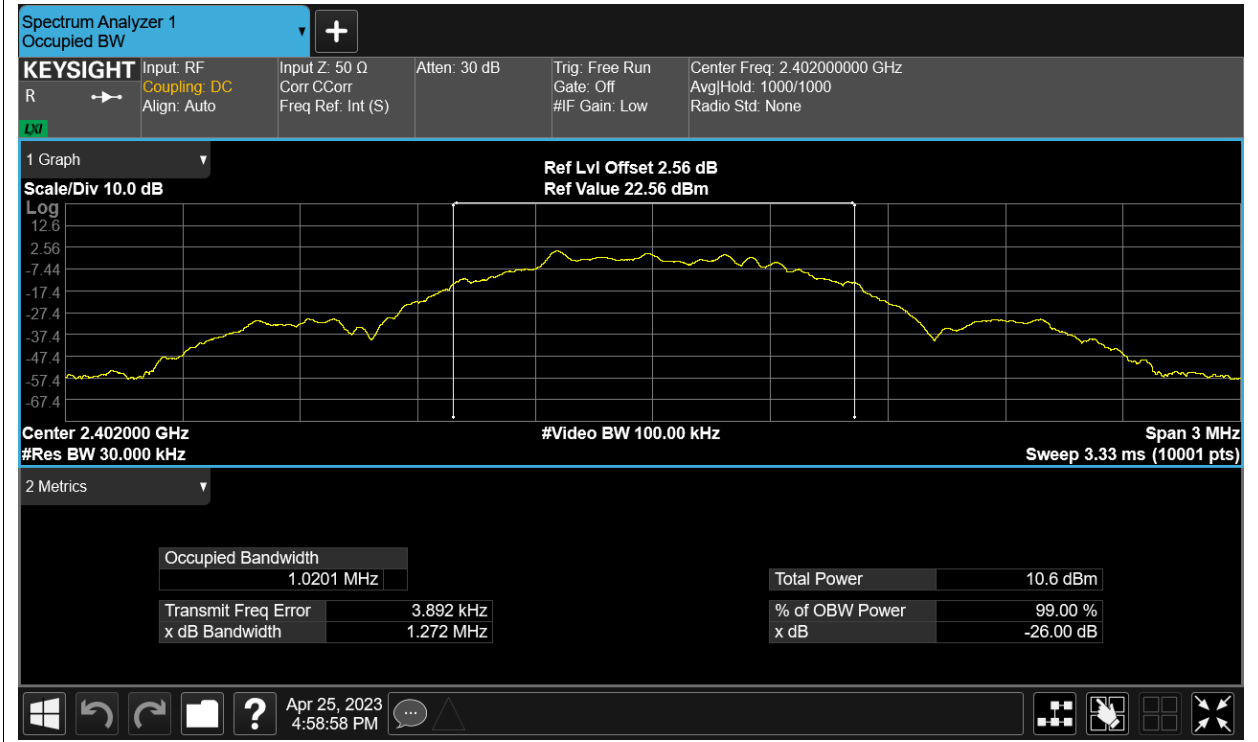 Spectrum Analyzer 1
Occupied BW
KEYSIGHT
R
LXI
Input: RF
Coupling: DC
Align: Auto
Input Z: 50 Ω
Corr CCorr
Freq Ref: Int (S)
Atten: 30 dB
Trig: Free Run
Gate: Off
#IF Gain: Low
Center Freq: 2.402000000 GHz
Avg|Hold: 1000/1000
Radio Std: None
1 Graph
Scale/Div 10.0 dB
Ref Lvl Offset 2.56 dB
Ref Value 22.56 dBm
Log
12.6
2.56
-7.44
-17.4
-27.4
-37.4
-47.4
-57.4
-67.4
Center 2.402000 GHz
#Video BW 100.00 kHz
Span 3 MHz
#Res BW 30.000 kHz
Sweep 3.33 ms (10001 pts)
2 Metrics
Occupied Bandwidth
1.0201 MHz
Transmit Freq Error 3.892 kHz
x dB Bandwidth 1.272 MHz
Total Power 10.6 dBm
% of OBW Power 99.00 %
x dB -26.00 dB
?
Apr 25, 2023
4:58:58 PM